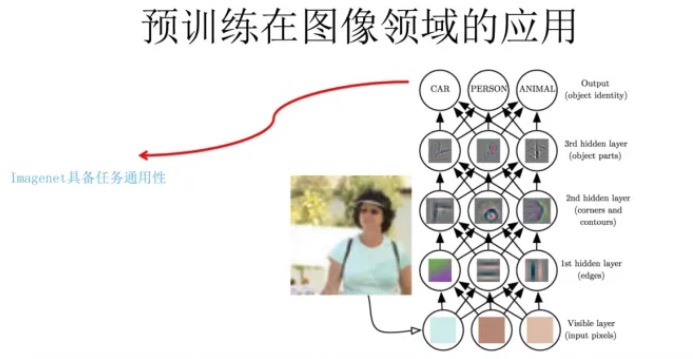 预训练在图像领域的应用
CAR
PERSON
ANIMAL
Output
(object identity)
3rd hidden layer
(object parts)
Imagenet具备任务通用性
2nd hidden layer
(corners and
contours)
1st hidden layer
(edges)
Visible layer
(input pixels)